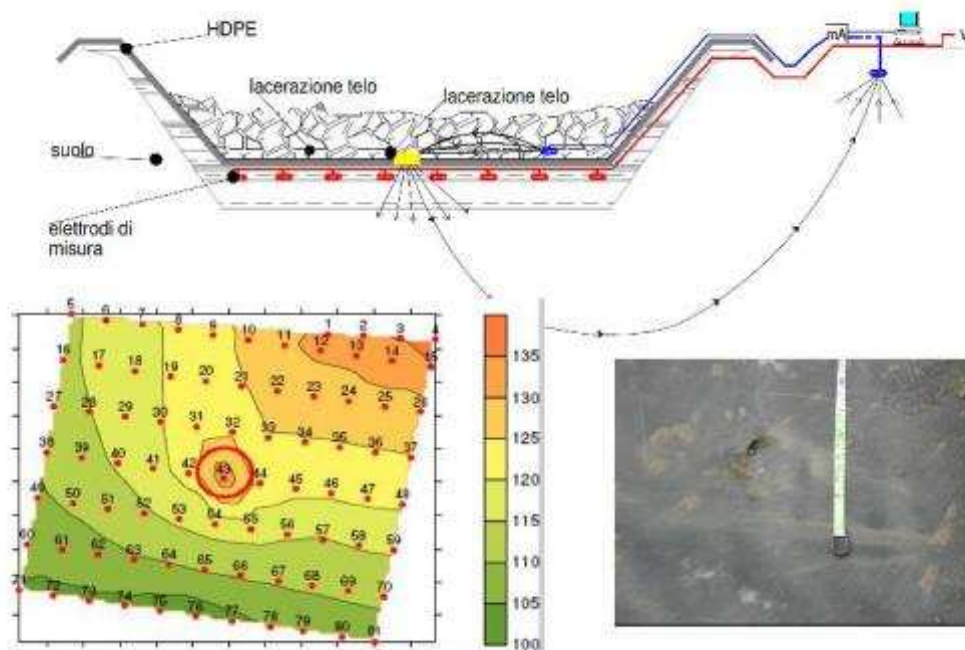 HDPE
mA
V
lacerazione telo
lacerazione telo
suolo
elettrodi di
misura
5 6 7 8 9 10 11 1 2 3 4
16 17 18 19 20 21 22 23 24 25 26
12 13 14 15
27 28 29 30 31 32 33 34 35 36 37
38 39 40 41 42 43 44 45 46 47 48
49 50 51 52 53 54 55 56 57 58 59
60 61 62 63 64 65 66 67 68 69 70
71 72 73 74 75 76 77 78 79 80 81
135
130
125
120
115
110
105
100